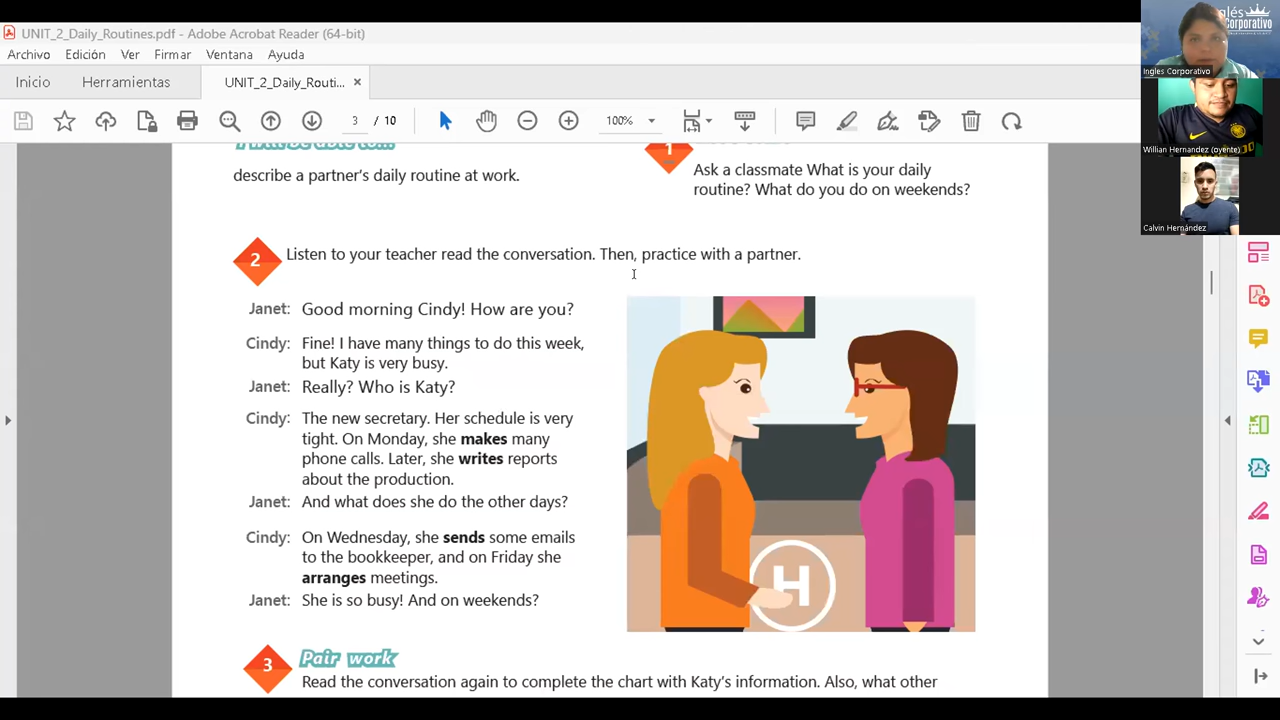 UNIT_2_Daily_Routines.pdf - Adobe Acrobat Reader (64-bit)
Archivo Edición Ver Firmar Ventana Ayuda
Inicio Herramientas UNIT_2_Daily_Routi... ×
3 / 10 100%
describe a partner's daily routine at work.
1
Ask a classmate What is your daily
routine? What do you do on weekends?
2 Listen to your teacher read the conversation. Then, practice with a partner.
Janet: Good morning Cindy! How are you?
Cindy: Fine! I have many things to do this week,
but Katy is very busy.
Janet: Really? Who is Katy?
Cindy: The new secretary. Her schedule is very
tight. On Monday, she makes many
phone calls. Later, she writes reports
about the production.
Janet: And what does she do the other days?
Cindy: On Wednesday, she sends some emails
to the bookkeeper, and on Friday she
arranges meetings.
Janet: She is so busy! And on weekends?
H
3 Pair work
Read the conversation again to complete the chart with Katy's information. Also, what other
Ingles Corporativo
Willian Hernandez (oyente)
Calvin Hernández